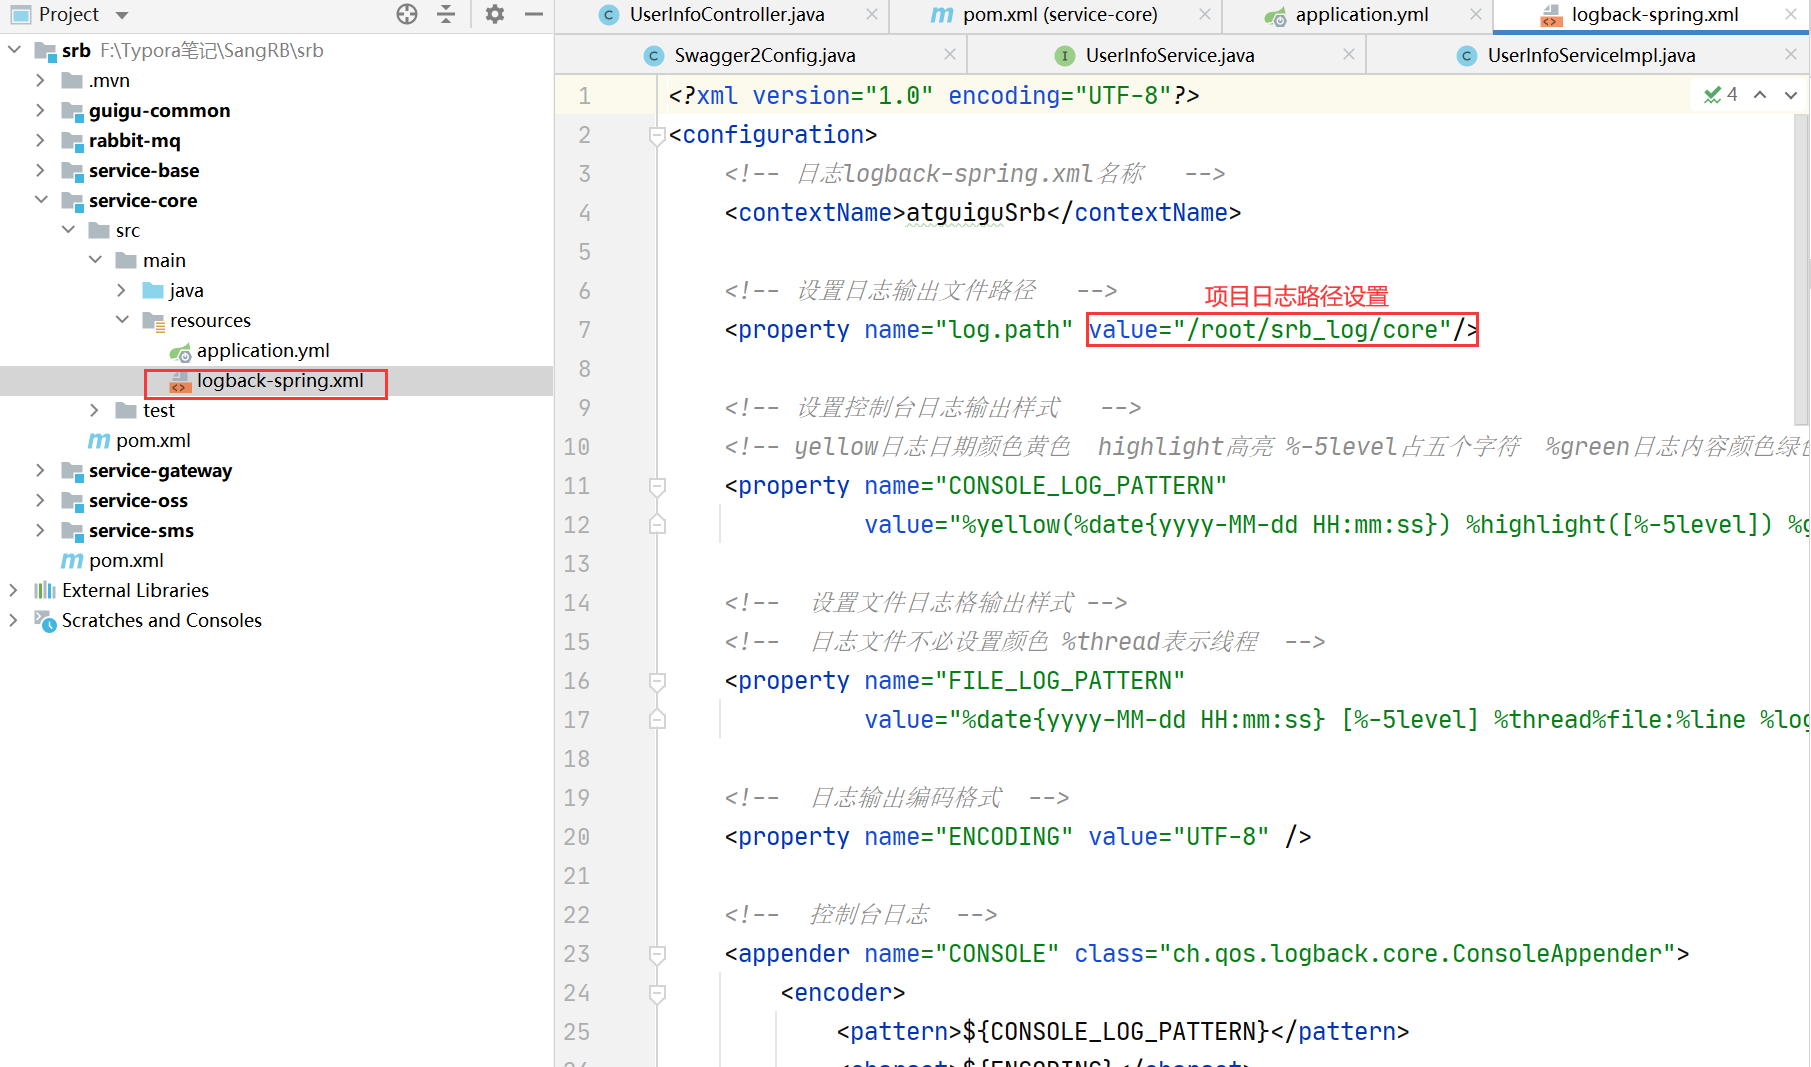 Project
srb F:\Typora笔记\SangRB\srb
.mvn
guigu-common
rabbit-mq
service-base
service-core
src
main
java
resources
application.yml
logback-spring.xml
test
pom.xml
service-gateway
service-oss
service-sms
pom.xml
External Libraries
Scratches and Consoles
UserInfoController.java
pom.xml (service-core)
application.yml
logback-spring.xml
Swagger2Config.java
UserInfoService.java
UserInfoServiceImpl.java
4
1 <?xml version="1.0" encoding="UTF-8"?>
2 <configuration>
3 <!-- 日志logback-spring.xml名称 -->
4 <contextName>atguiguSrb</contextName>
5
6 <!-- 设置日志输出文件路径 -->
项目日志路径设置
7 <property name="log.path" value="/root/srb_log/core"/>
8
9 <!-- 设置控制台日志输出样式 -->
10 <!-- yellow日志日期颜色黄色 highlight高亮 %-5level占五个字符 %green日志内容颜色绿色
11 <property name="CONSOLE_LOG_PATTERN"
12 value="%yellow(%date{yyyy-MM-dd HH:mm:ss}) %highlight([%-5level]) %g
13
14 <!-- 设置文件日志格输出样式 -->
15 <!-- 日志文件不必设置颜色 %thread表示线程 -->
16 <property name="FILE_LOG_PATTERN"
17 value="%date{yyyy-MM-dd HH:mm:ss} [%-5level] %thread%file:%line %log
18
19 <!-- 日志输出编码格式 -->
20 <property name="ENCODING" value="UTF-8" />
21
22 <!-- 控制台日志 -->
23 <appender name="CONSOLE" class="ch.qos.logback.core.ConsoleAppender">
24 <encoder>
25 <pattern>${CONSOLE_LOG_PATTERN}</pattern>
26 <charset>${ENCODING}</charset>